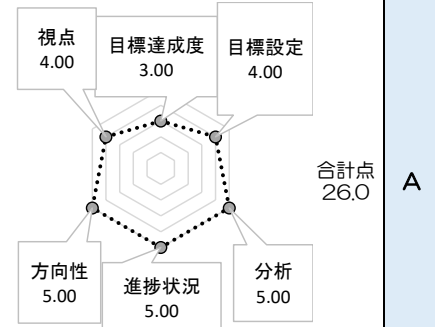 視点
4.00
目標達成度
3.00
目標設定
4.00
合計点
26.0
A
方向性
5.00
進捗状況
5.00
分析
5.00